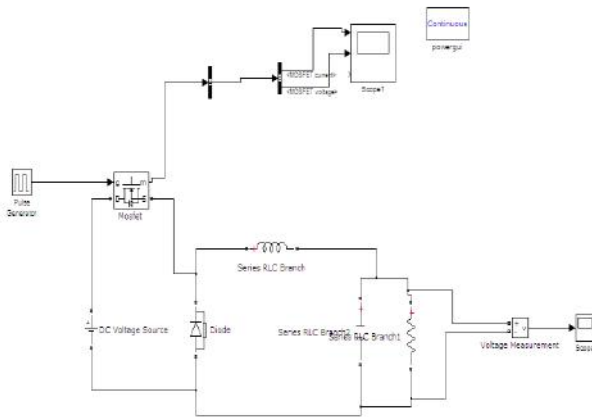 Continuous
powergui
<MOSFET current>
<MOSFET voltage>
Scope1
Pulse
Generator
g
m
Mosfet
Series RLC Branch
DC Voltage Source
Diode
Series RLC Branch2
Series RLC Branch1
+
-
v
Voltage Measurement
Scope